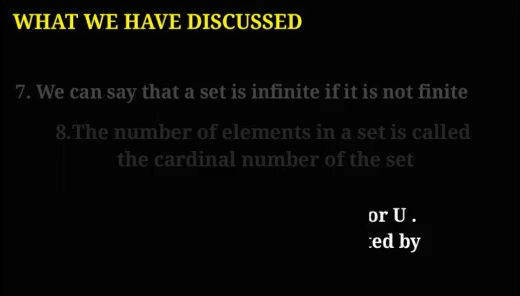 WHAT WE HAVE DISCUSSED
7. We can say that a set is infinite if it is not finite
8.The number of elements in a set is called
the cardinal number of the set
or U .
by